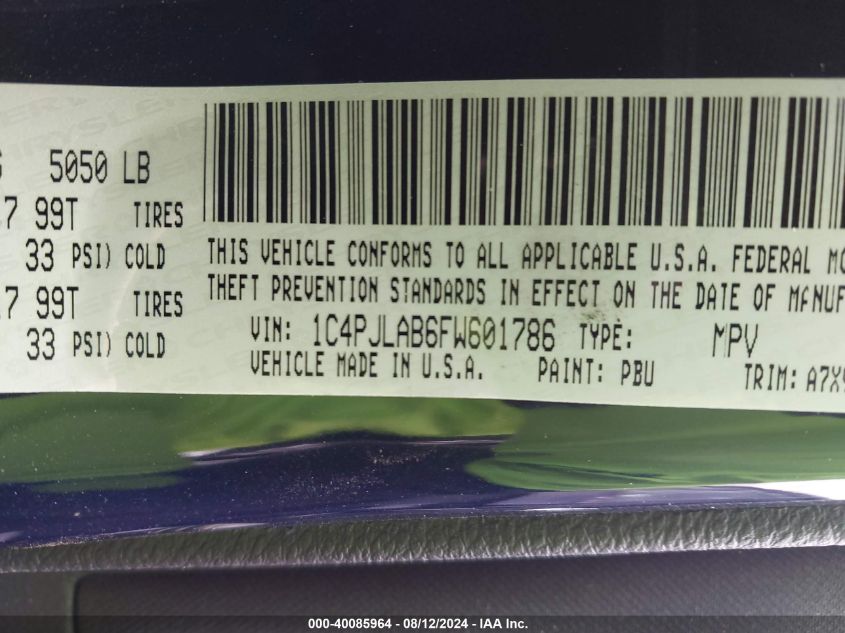 5050 LB
99T TIRES
33 PSI) COLD
99T TIRES
33 PSI) COLD
THIS VEHICLE CONFORMS TO ALL APPLICABLE U.S.A. FEDERAL
THEFT PREVENTION STANDARDS IN EFFECT ON THE DATE OF
VIN: 1C4PJLAB6FW601786 TYPE: MPV
VEHICLE MADE IN U.S.A. PAINT: PBU TRIM:
000-40085964 - 08/12/2024 - IAA Inc.